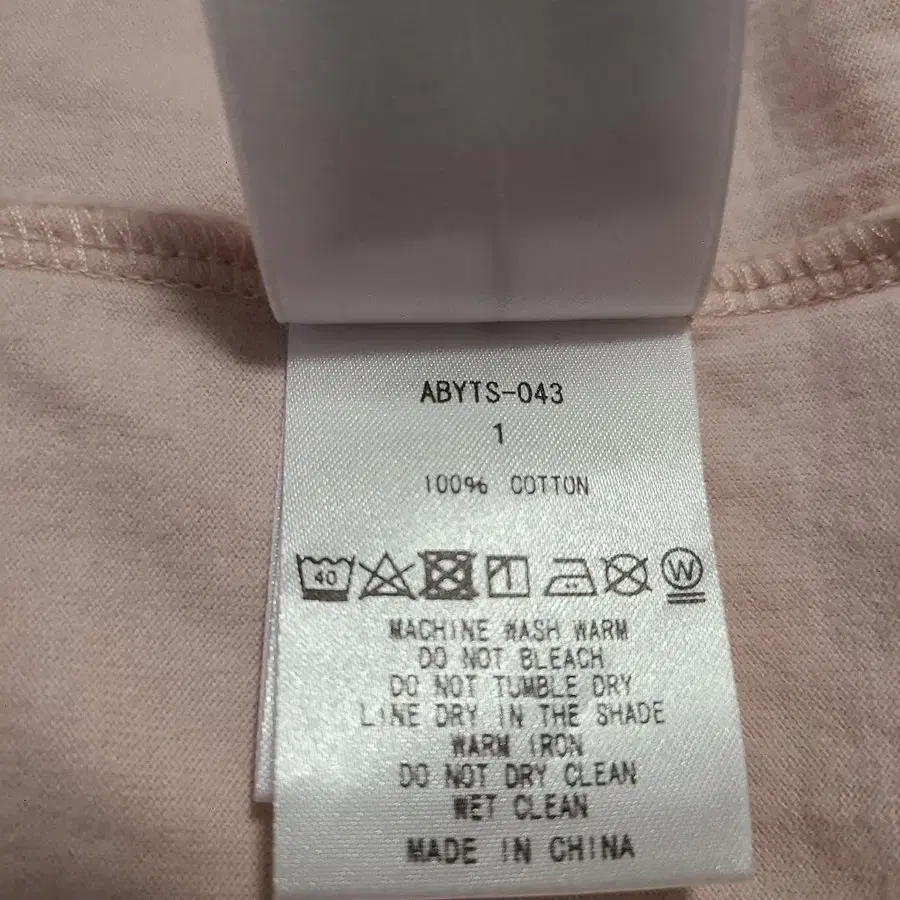 ABYTS-043
1
100% COTTON
40 W
MACHINE WASH WARM
DO NOT BLEACH
DO NOT TUMBLE DRY
LINE DRY IN THE SHADE
WARM IRON
DO NOT DRY CLEAN
WET CLEAN
MADE IN CHINA